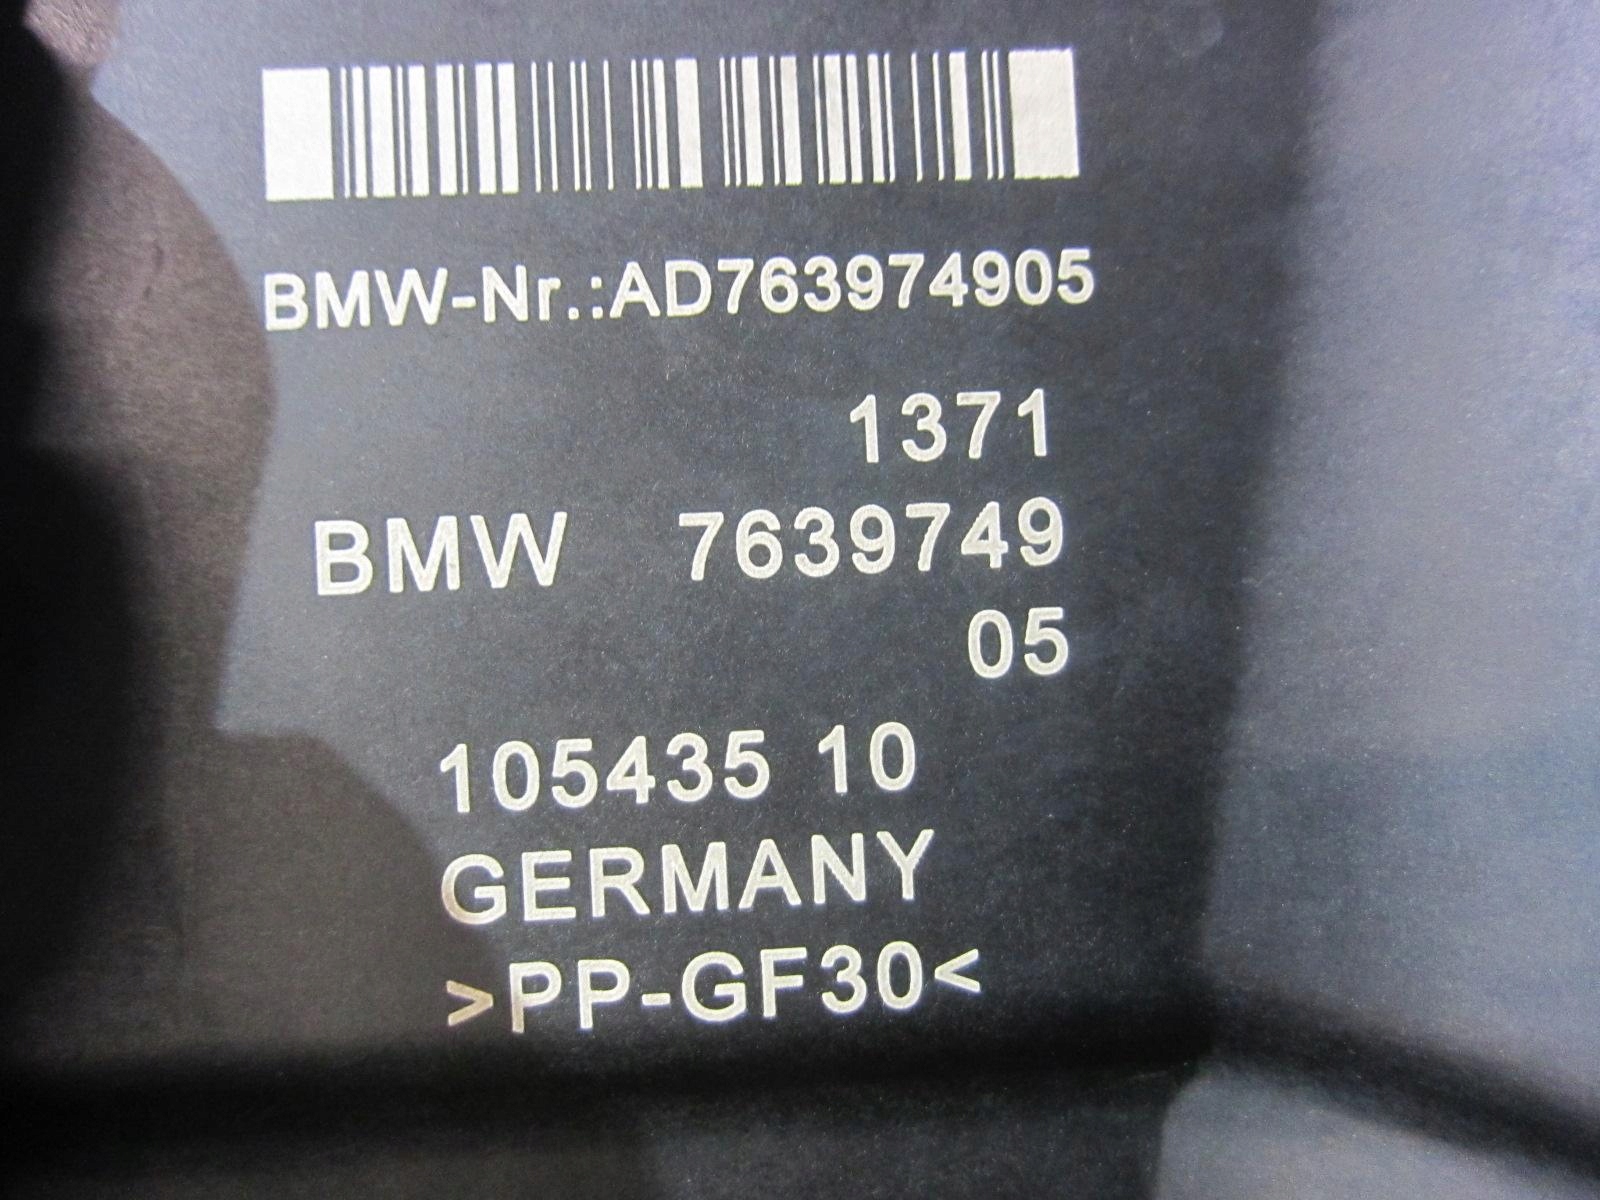 BMW-Nr.:AD763974905
1371
BMW 7639749
05
105435 10
GERMANY
>PP-GF30<